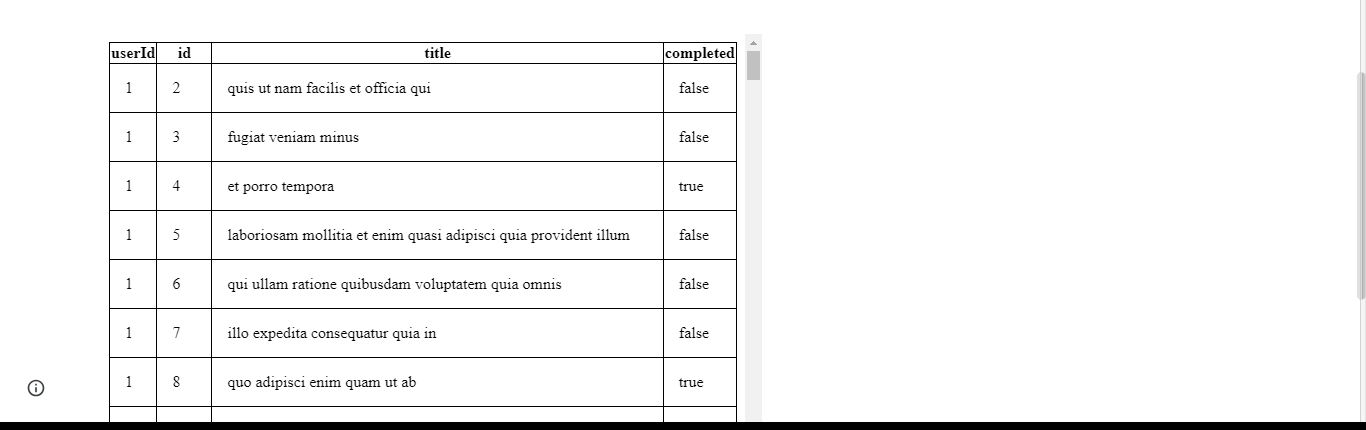 userId id title completed
1 2 quis ut nam facilis et officia qui false
1 3 fugiat veniam minus false
1 4 et porro tempora true
1 5 laboriosam mollitia et enim quasi adipisci quia provident illum false
1 6 qui ullam ratione quibusdam voluptatem quia omnis false
1 7 illo expedita consequatur quia in false
1 8 quo adipisci enim quam ut ab true